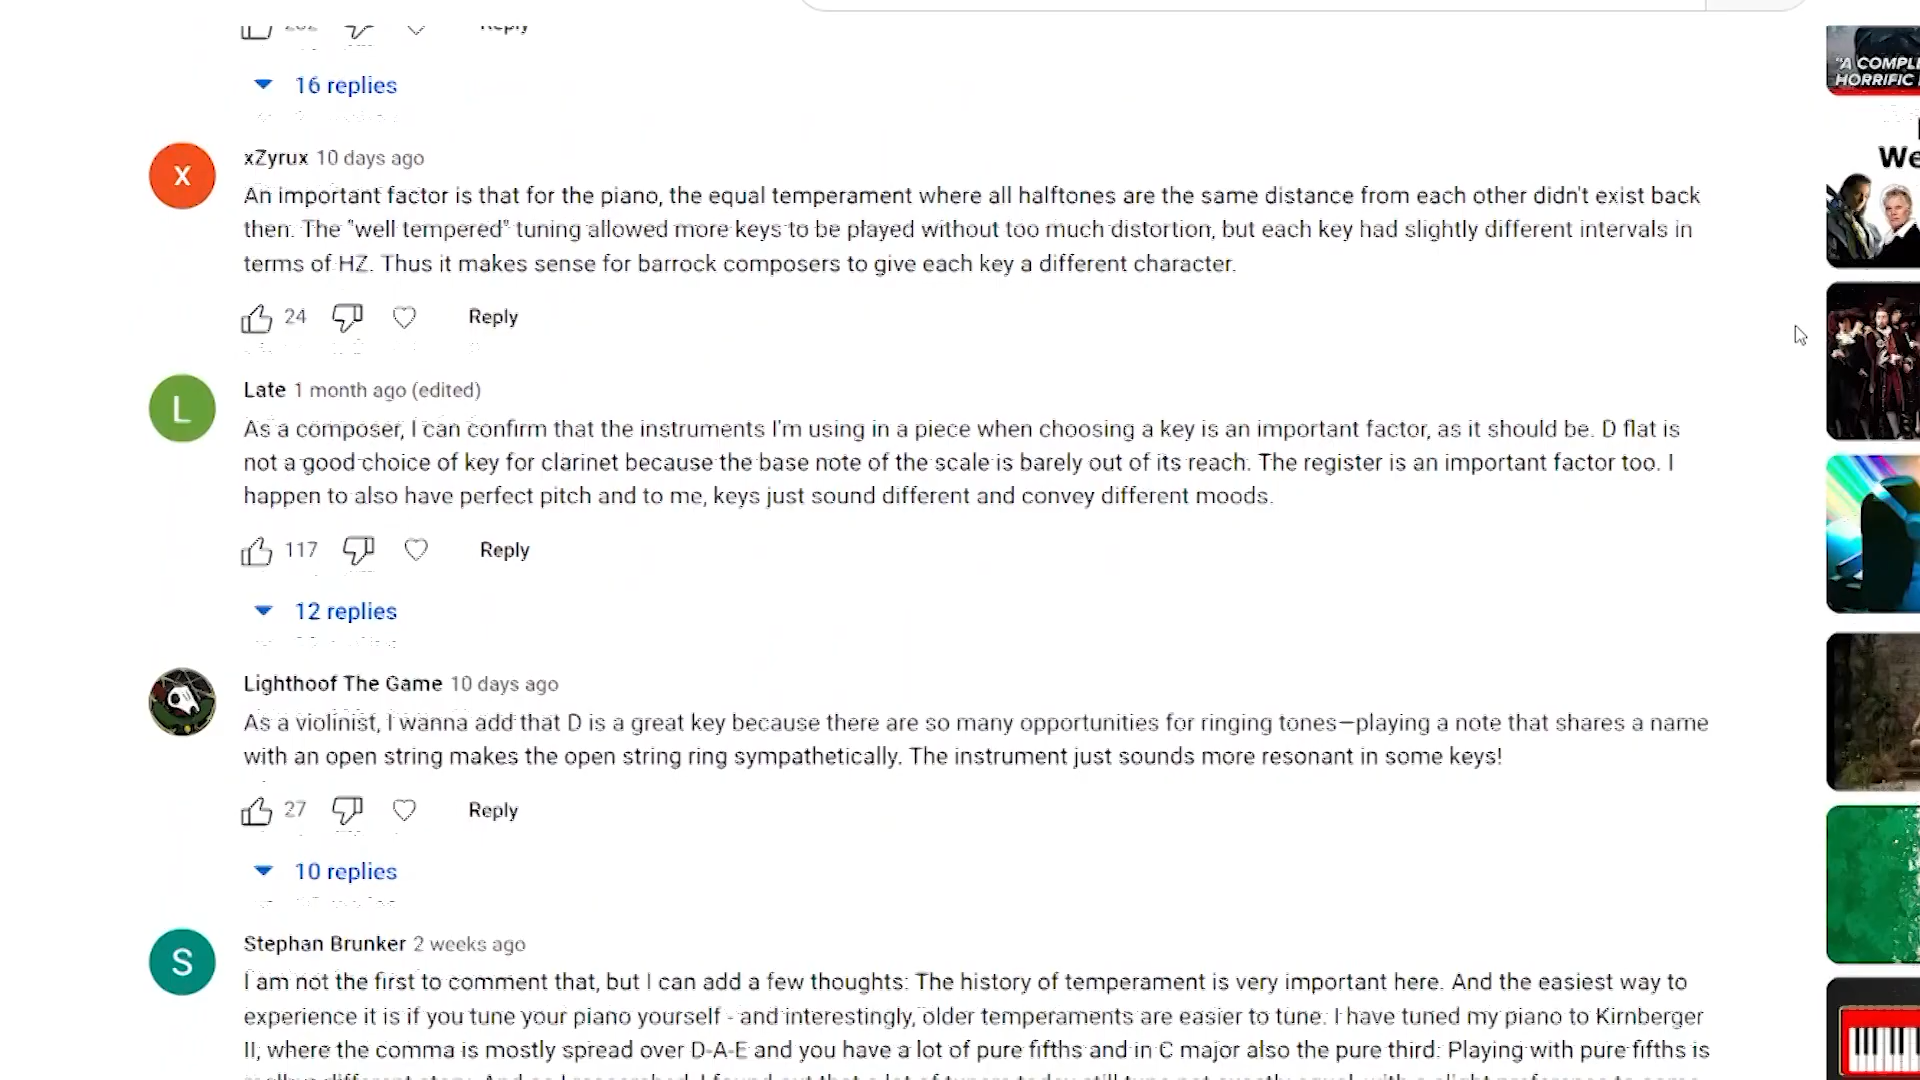 Reply
16 replies
"A COMPLE
HORRIFIC
We
X
xZyrux 10 days ago
An important factor is that for the piano, the equal temperament where all halftones are the same distance from each other didn't exist back
then. The "well tempered" tuning allowed more keys to be played without too much distortion, but each key had slightly different intervals in
terms of HZ. Thus it makes sense for barrock composers to give each key a different character.
24 Reply
L
Late 1 month ago (edited)
As a composer, I can confirm that the instruments I'm using in a piece when choosing a key is an important factor, as it should be. D flat is
not a good choice of key for clarinet because the base note of the scale is barely out of its reach. The register is an important factor too. I
happen to also have perfect pitch and to me, keys just sound different and convey different moods.
117 Reply
12 replies
Lighthoof The Game 10 days ago
As a violinist, I wanna add that D is a great key because there are so many opportunities for ringing tones—playing a note that shares a name
with an open string makes the open string ring sympathetically. The instrument just sounds more resonant in some keys!
27 Reply
10 replies
S
Stephan Brunker 2 weeks ago
I am not the first to comment that, but I can add a few thoughts: The history of temperament is very important here. And the easiest way to
experience it is if you tune your piano yourself - and interestingly, older temperaments are easier to tune. I have tuned my piano to Kirnberger
II, where the comma is mostly spread over D-A-E and you have a lot of pure fifths and in C major also the pure third. Playing with pure fifths is